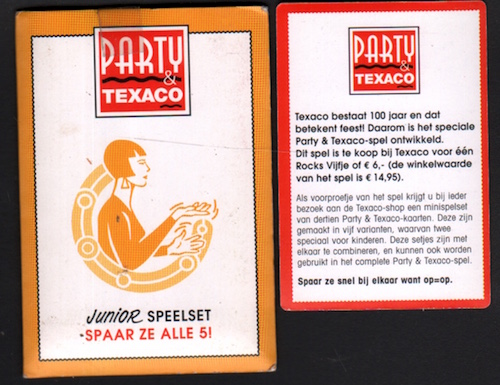 PARTY
&
TEXACO
Junior SPEELSET
SPAAR ZE ALLE 5!
PARTY
&
TEXACO
Texaco bestaat 100 jaar en dat
betekent feest! Daarom is het speciale
Party & Texaco-spel ontwikkeld.
Dit spel is te koop bij Texaco voor één
Rocks Vijfje of € 6,- (de winkelwaarde
van het spel is € 14,95).
Als voorproefje van het spel krijgt u bij ieder
bezoek aan de Texaco-shop een minispelset
van dertien Party & Texaco-kaarten. Deze zijn
gemaakt in vijf varianten, waarvan twee
speciaal voor kinderen. Deze setjes zijn met
elkaar te combineren, en kunnen ook worden
gebruikt in het complete Party & Texaco-spel.
Spaar ze snel bij elkaar want op=op.